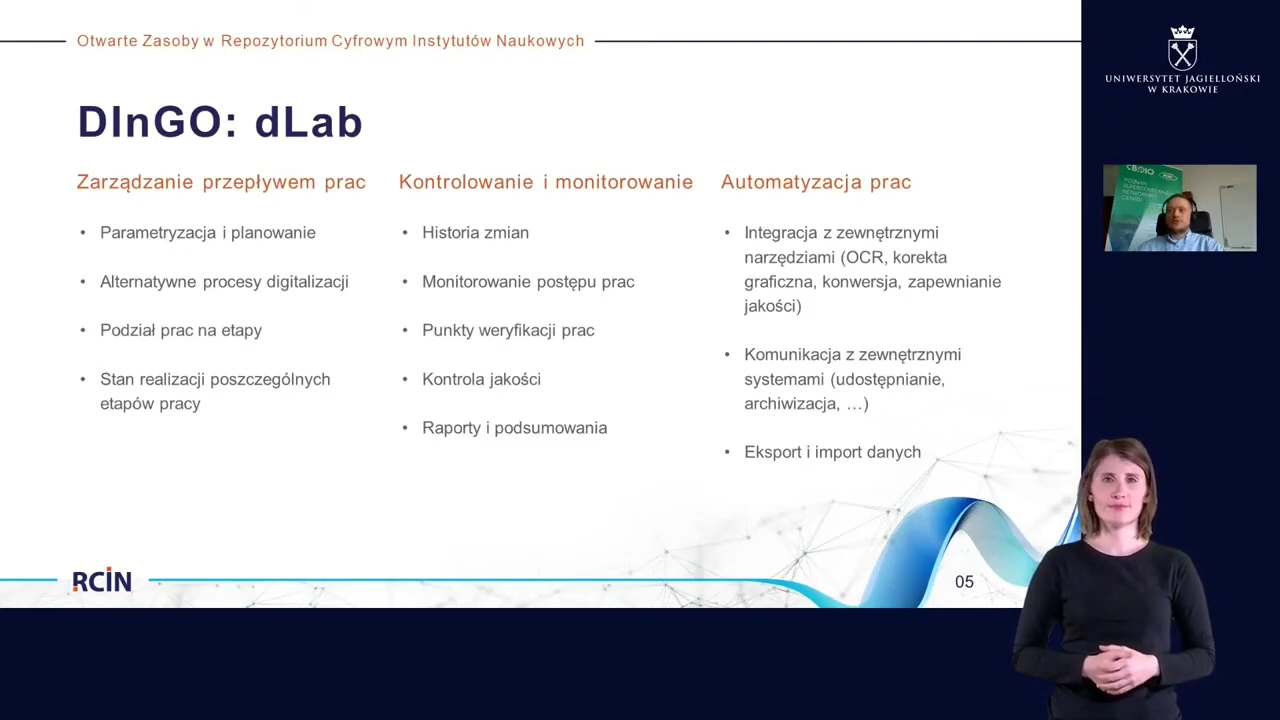 Otwarte Zasoby w Repozytorium Cyfrowym Instytutów Naukowych
DInGO: dLab
Zarządzanie przepływem prac
• Parametryzacja i planowanie
• Alternatywne procesy digitalizacji
• Podział prac na etapy
• Stan realizacji poszczególnych
etapów pracy
Kontrolowanie i monitorowanie
• Historia zmian
• Monitorowanie postępu prac
• Punkty weryfikacji prac
• Kontrola jakości
• Raporty i podsumowania
Automatyzacja prac
• Integracja z zewnętrznymi
narzędziami (OCR, korekta
graficzna, konwersja, zapewnianie
jakości)
• Komunikacja z zewnętrznymi
systemami (udostępnianie,
archiwizacja, …)
• Eksport i import danych
RCIN
05
UNIWERSYTET JAGIELLOŃSKI
W KRAKOWIE
POZNAŃ